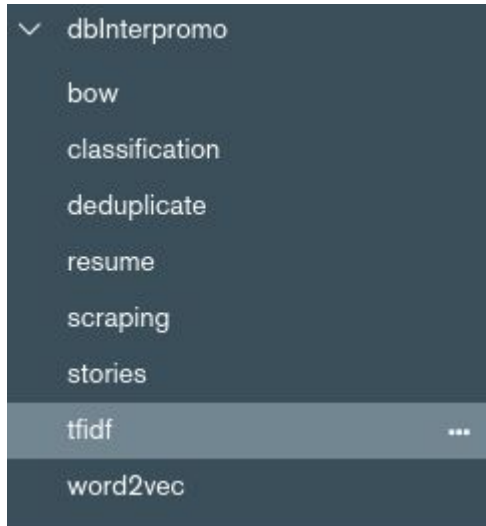 dbInterpromo
bow
classification
deduplicate
resume
scraping
stories
tfidf
word2vec